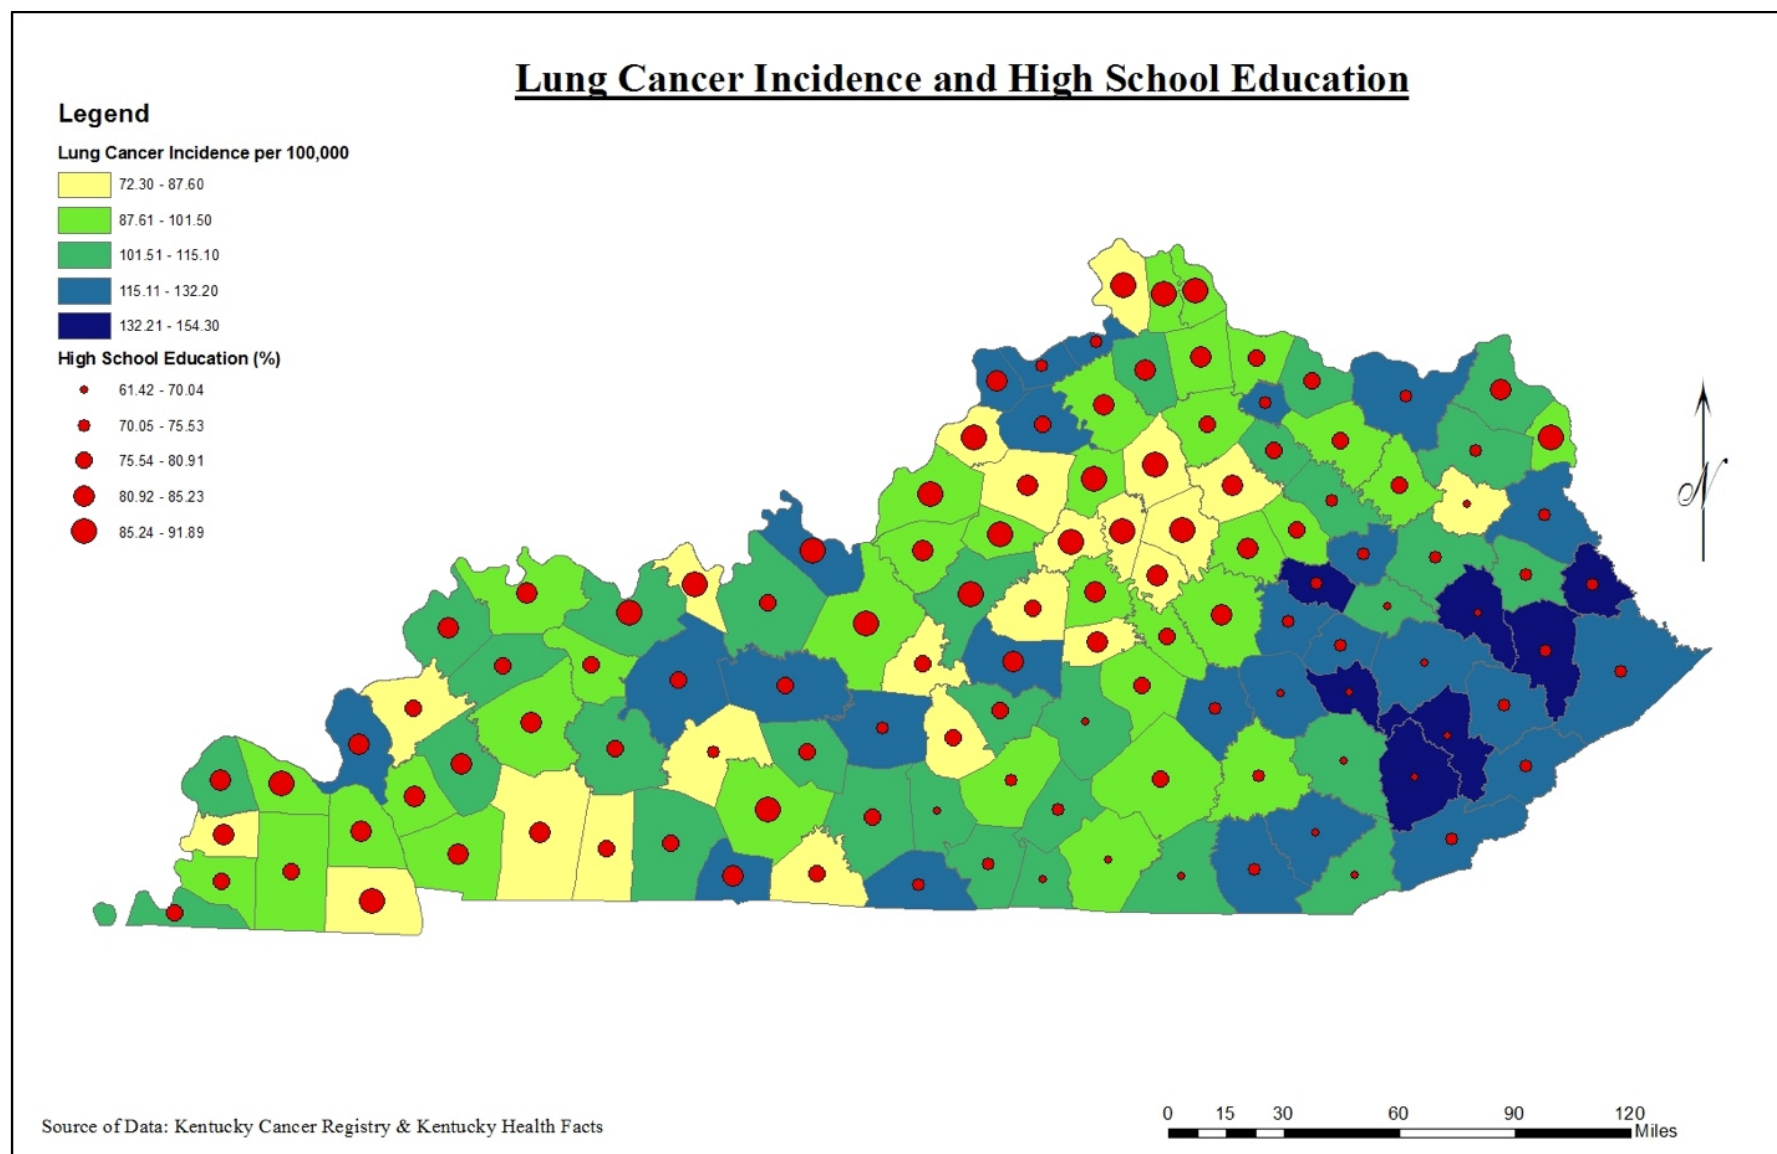 Lung Cancer Incidence and High School Education
Legend
Lung Cancer Incidence per 100,000
72.30 - 87.60
87.61 - 101.50
101.51 - 115.10
115.11 - 132.20
132.21 - 154.30
High School Education (%)
61.42 - 70.04
70.05 - 75.53
75.54 - 80.91
80.92 - 85.23
85.24 - 91.89
N
Source of Data: Kentucky Cancer Registry & Kentucky Health Facts
0 15 30 60 90 120
Miles